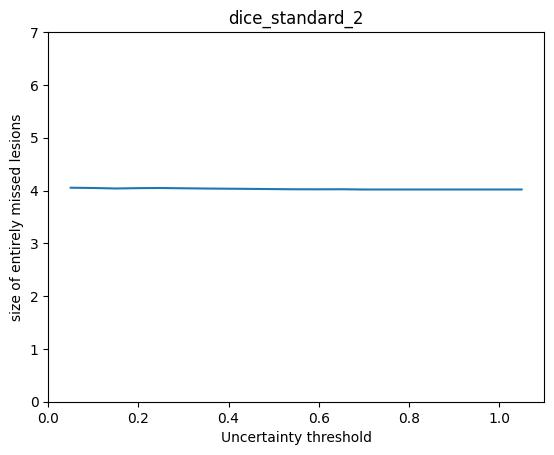 dice_standard_2
size of entirely missed lesions
7
6
5
4
3
2
1
0
0.0 0.2 0.4 0.6 0.8 1.0
Uncertainty threshold